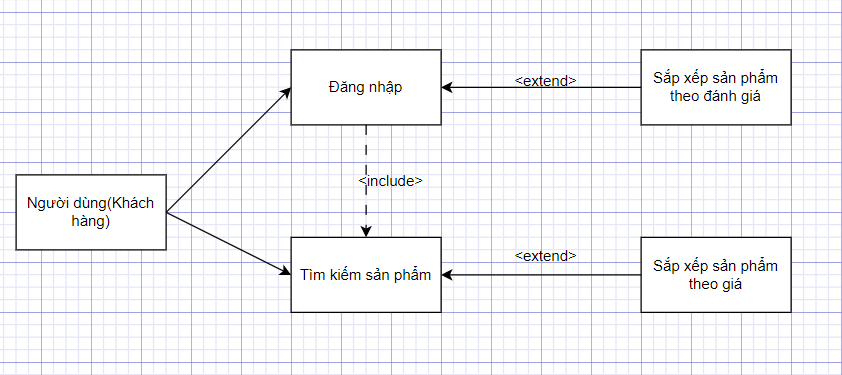 Đăng nhập
<extend>
Sắp xếp sản phẩm
theo đánh giá
<include>
Người dùng(Khách
hàng)
Tìm kiếm sản phẩm
<extend>
Sắp xếp sản phẩm
theo giá